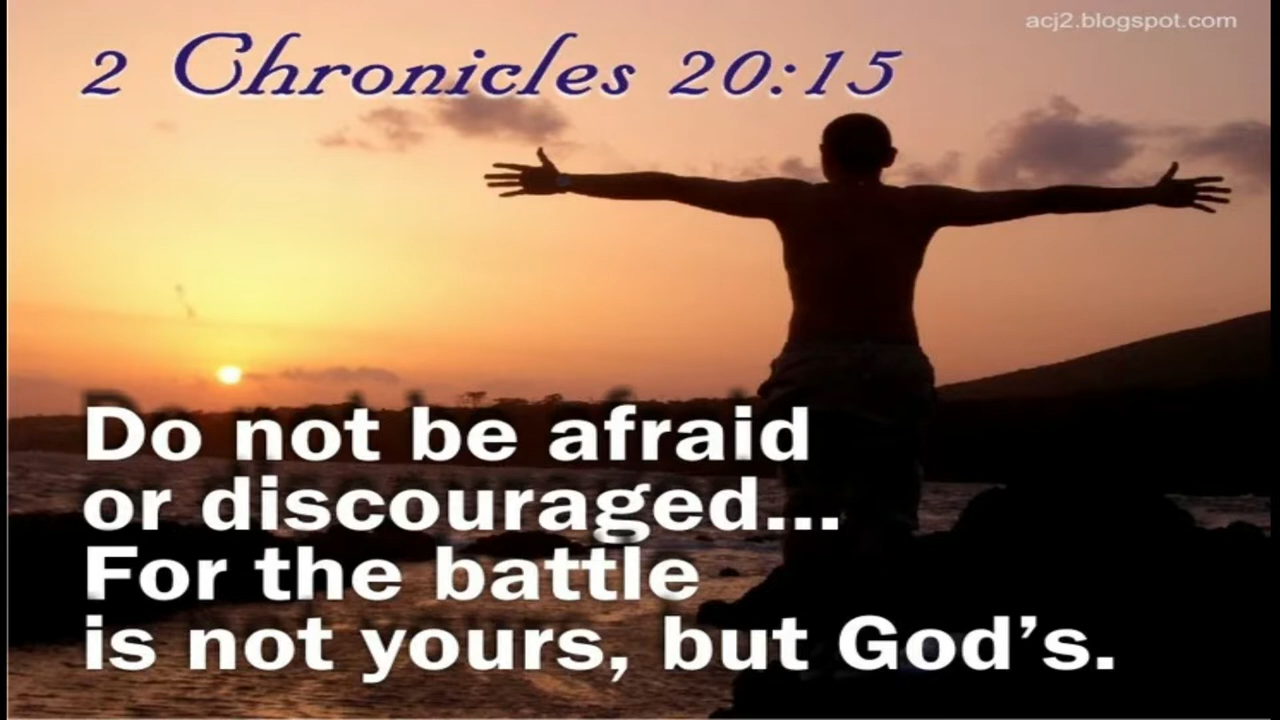 acj2.blogspot.com
2 Chronicles 20:15
Do not be afraid
or discouraged...
For the battle
is not yours, but God's.